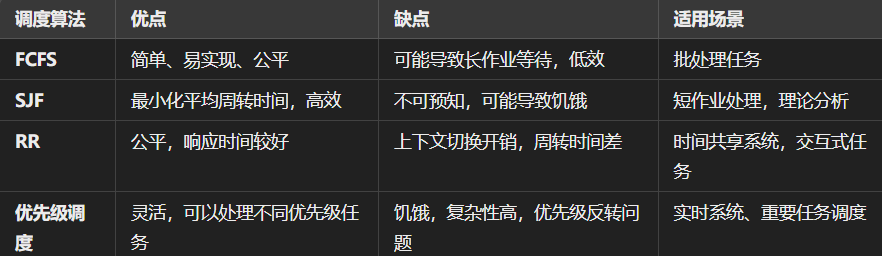 调度算法 优点 缺点 适用场景
FCFS 简单、易实现、公平 可能导致长作业等待，低效 批处理任务
SJF 最小化平均周转时间，高效 不可预知，可能导致饥饿 短作业处理，理论分析
RR 公平，响应时间较好 上下文切换开销，周转时间差 时间共享系统，交互式任
务
优先级调 灵活，可以处理不同优先级任 饥饿，复杂性高，优先级反转问 实时系统、重要任务调度
度 务 题